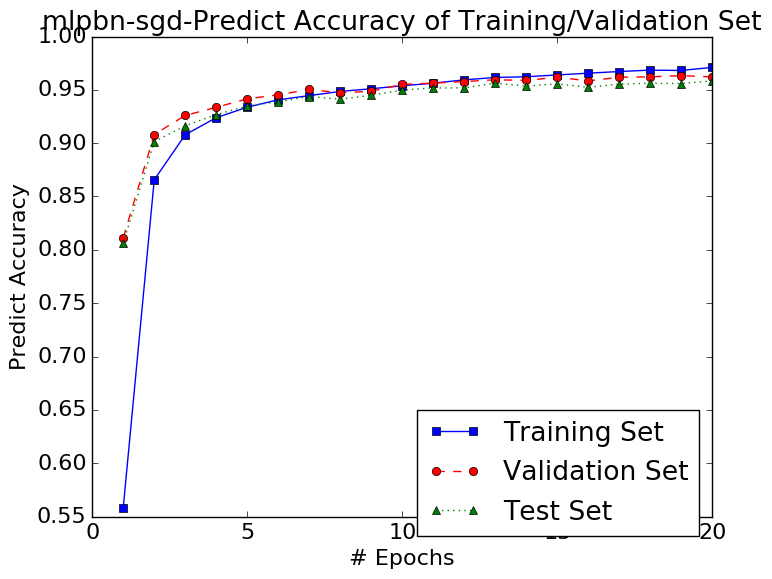 mlpbn-sgd-Predict Accuracy of Training/Validation Set
1.00
0.95
0.90
0.85
0.80
0.75
0.70
0.65
0.60
0.55
Predict Accuracy
Training Set
Validation Set
Test Set
0 5 10 15 20
# Epochs